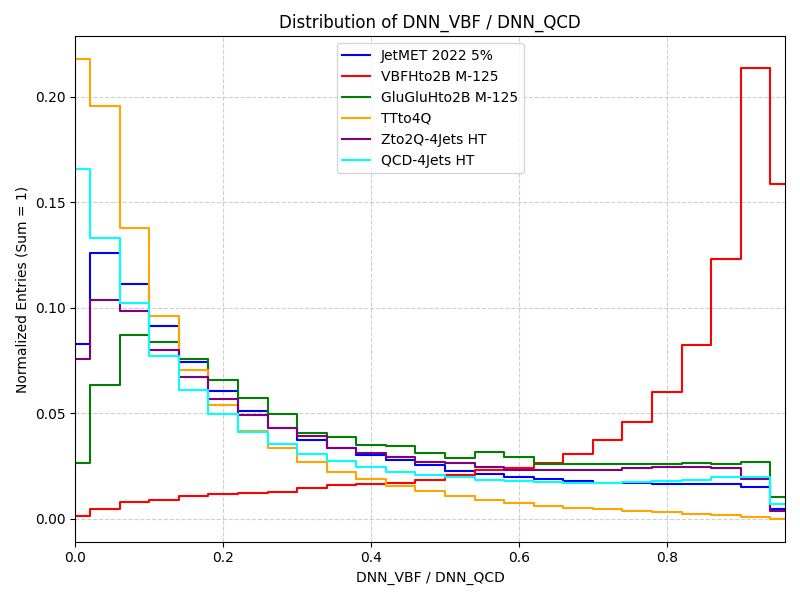 Distribution of DNN_VBF / DNN_QCD
JetMET 2022 5%
VBFHto2B M-125
GluGluHto2B M-125
TTto4Q
Zto2Q-4Jets HT
QCD-4Jets HT
Normalized Entries (Sum = 1)
0.20
0.15
0.10
0.05
0.00
0.0 0.2 0.4 0.6 0.8
DNN_VBF / DNN_QCD